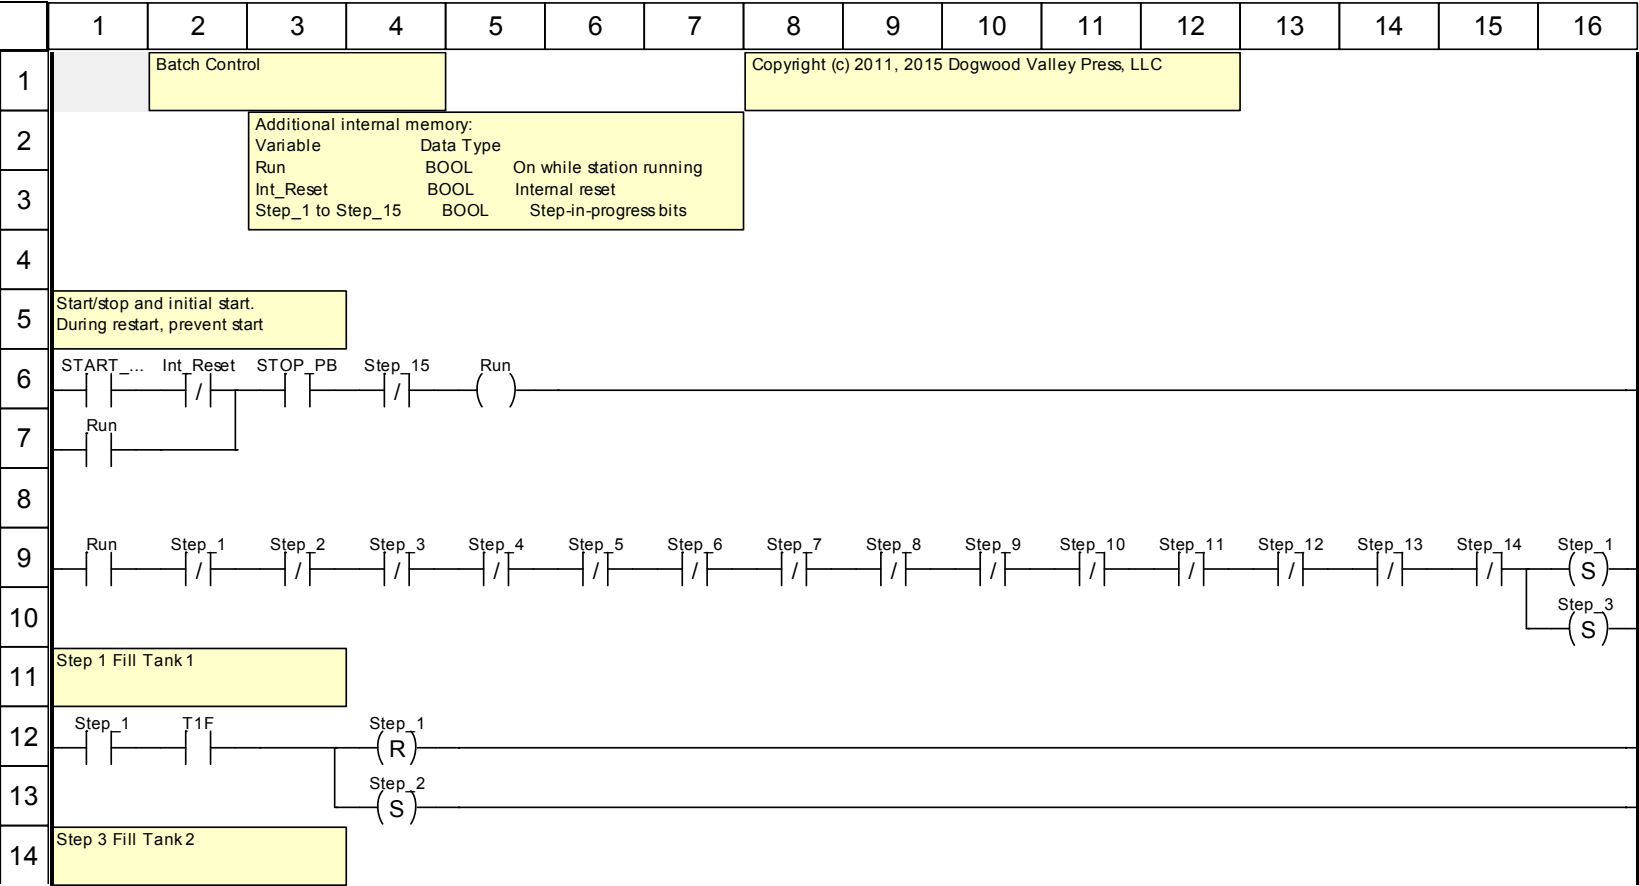 1 2 3 4 5 6 7 8 9 10 11 12 13 14 15 16
1
Batch Control
Copyright (c) 2011, 2015 Dogwood Valley Press, LLC
2
Additional internal memory:
Variable Data Type
Run BOOL On while station running
3
Int_Reset BOOL Internal reset
Step_1 to Step_15 BOOL Step-in-progress bits
4
5
Start/stop and initial start.
During restart, prevent start
6
START_... Int_Reset STOP_PB Step_15 Run
/ /
7
Run
8
9
Run Step_1 Step_2 Step_3 Step_4 Step_5 Step_6 Step_7 Step_8 Step_9 Step_10 Step_11 Step_12 Step_13 Step_14 Step_1
/ / / / / / / / / / / / / / S
10
Step_3
S
11
Step 1 Fill Tank 1
12
Step_1 T1F Step_1
R
13
Step_2
S
14
Step 3 Fill Tank 2